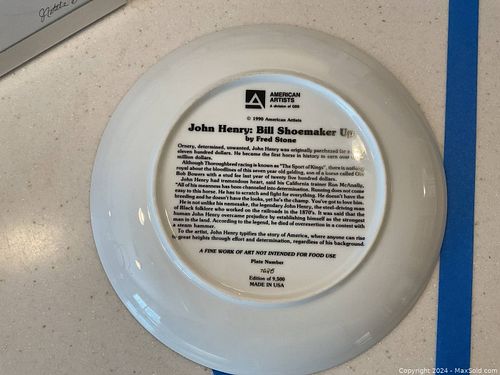 AMERICAN
ARTISTS
A division of GHS
© 1990 American Artists
John Henry: Bill Shoemaker Up
by Fred Stone
Ornery, determined, unwanted, John Henry was originally purchased for a
eleven hundred dollars. He became the first horse in history to earn over
million dollars.
Although Thoroughbred racing is known as "The Sport of Kings", there is nothing
royal about the bloodlines of this seven year old gelding, son of a horse called Ole
Bob Bowers with a stud fee last year of twenty five hundred dollars.
John Henry had tremendous heart, said his California trainer Ron McAnally,
"All of his meanness has been channeled into determination. Running does not come
easy to this horse. He has to scratch and fight for everything. He doesn't have the
breeding and he doesn't have the looks, yet he's the champ. You've got to love him.
He is not unlike his namesake, the legendary John Henry, the steel-driving man
of Black folklore who worked on the railroads in the 1870's. It was said that the
human John Henry overcame prejudice by establishing himself as the strongest
man in the land. According to the legend, he died of overexertion in a contest with
a steam hammer.
To the artist, John Henry typifies the story of America, where anyone can rise
to great heights through effort and determination, regardless of his background.
A FINE WORK OF ART NOT INTENDED FOR FOOD USE
Plate Number
Edition of 9,500
MADE IN USA
Copyright © 2024 - MaxSold.com